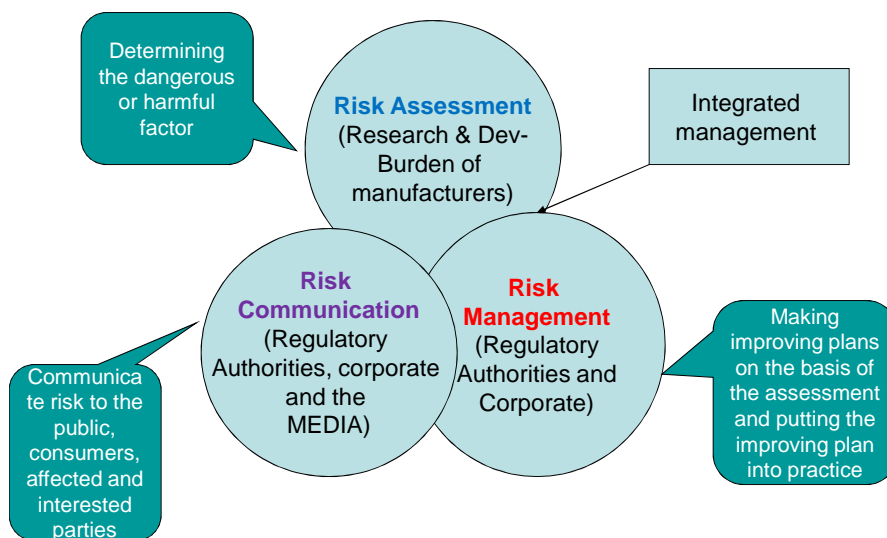 Determining
the dangerous
or harmful
factor
Risk Assessment
(Research & Dev-
Burden of
manufacturers)
Integrated
management
Risk
Communication
(Regulatory
Authorities, corporate
and the
MEDIA)
Risk
Management
(Regulatory
Authorities and
Corporate)
Making
improving plans
on the basis of
the assessment
and putting the
improving plan
into practice
Communica
te risk to the
public,
consumers,
affected and
interested
parties